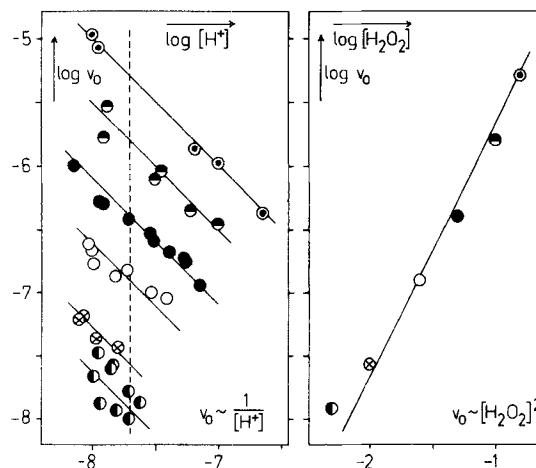 log [H⁺]
log v₀
-5
-6
-7
-8
-8
-7
v₀ ~ 1/[H⁺]
log [H₂O₂]
log v₀
-2
-1
v₀ ~ [H₂O₂]²